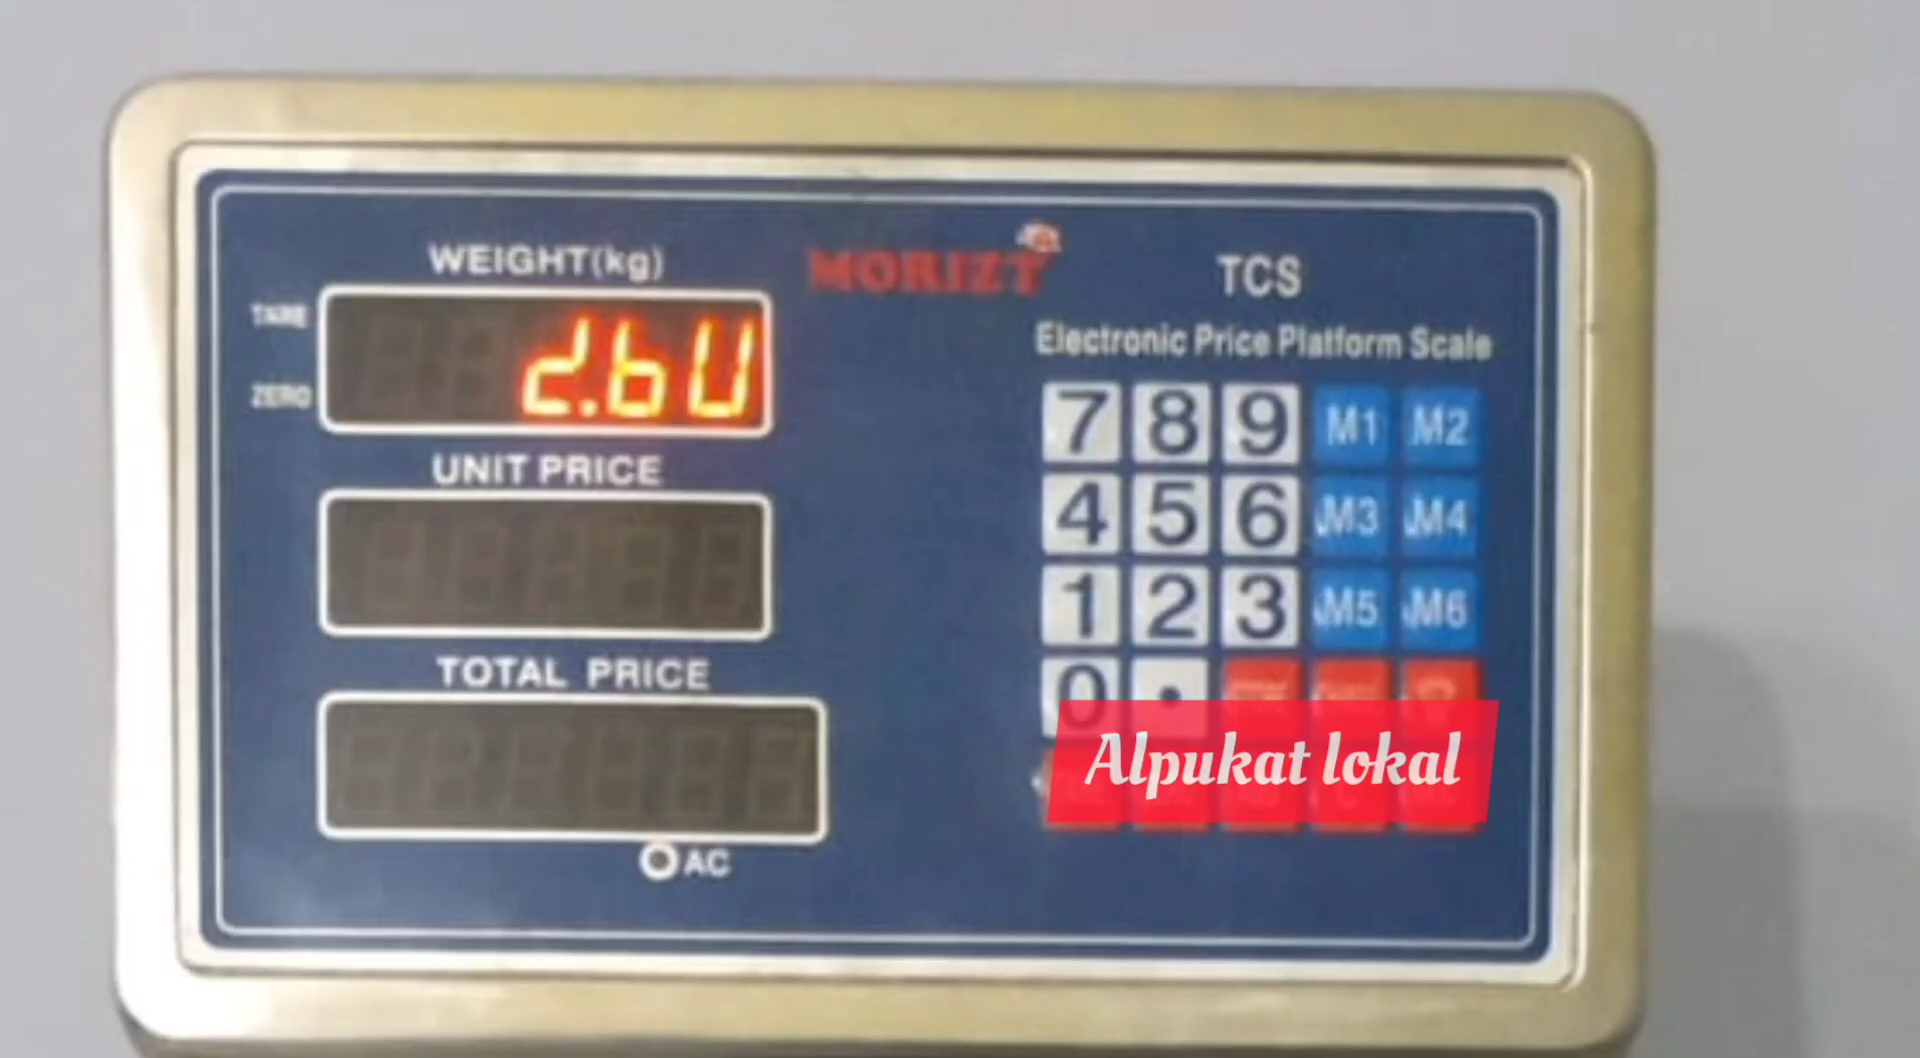 WEIGHT(kg)
MORIZT
TCS
TARE
ZERO
2.60
Electronic Price Platform Scale
7 8 9 M1 M2
UNIT PRICE
4 5 6 M3 M4
1 2 3 M5 M6
TOTAL PRICE
0 .
Alpukat lokal
AC